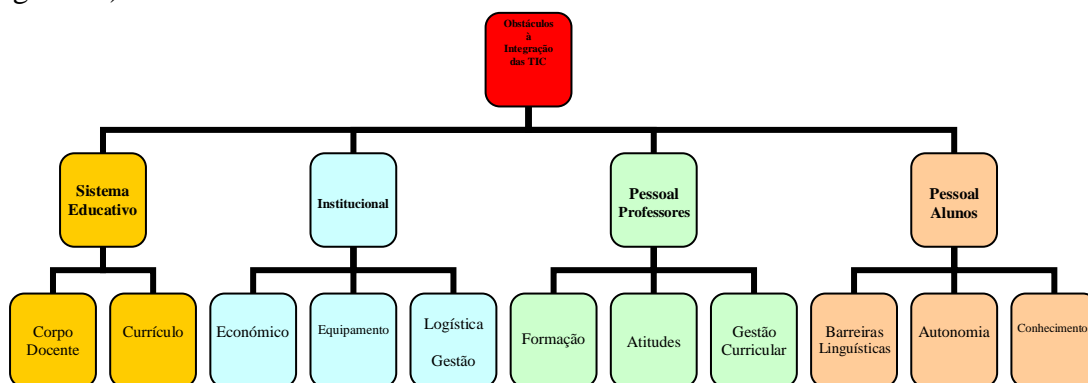 Obstáculos
à
Integração
das TIC
Sistema
Educativo
Institucional
Pessoal
Professores
Pessoal
Alunos
Corpo
Docente
Currículo
Económico
Equipamento
Logística
Gestão
Formação
Atitudes
Gestão
Curricular
Barreiras
Linguísticas
Autonomia
Conhecimento